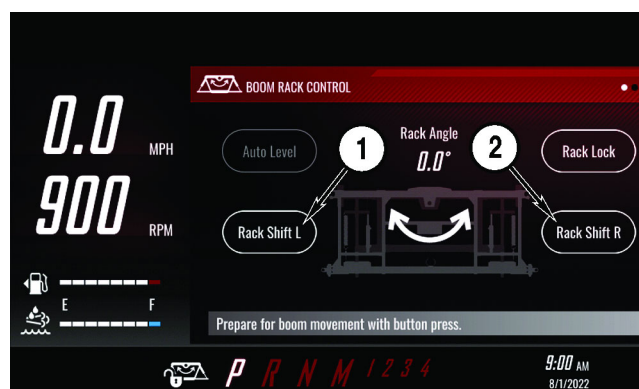 BOOM RACK CONTROL
0.0 MPH
900 RPM
Auto Level
1
Rack Angle
0.0°
2
Rack Lock
Rack Shift L
Rack Shift R
E F
Prepare for boom movement with button press.
P R N M 1 2 3 4
9:00 AM
8/1/2022